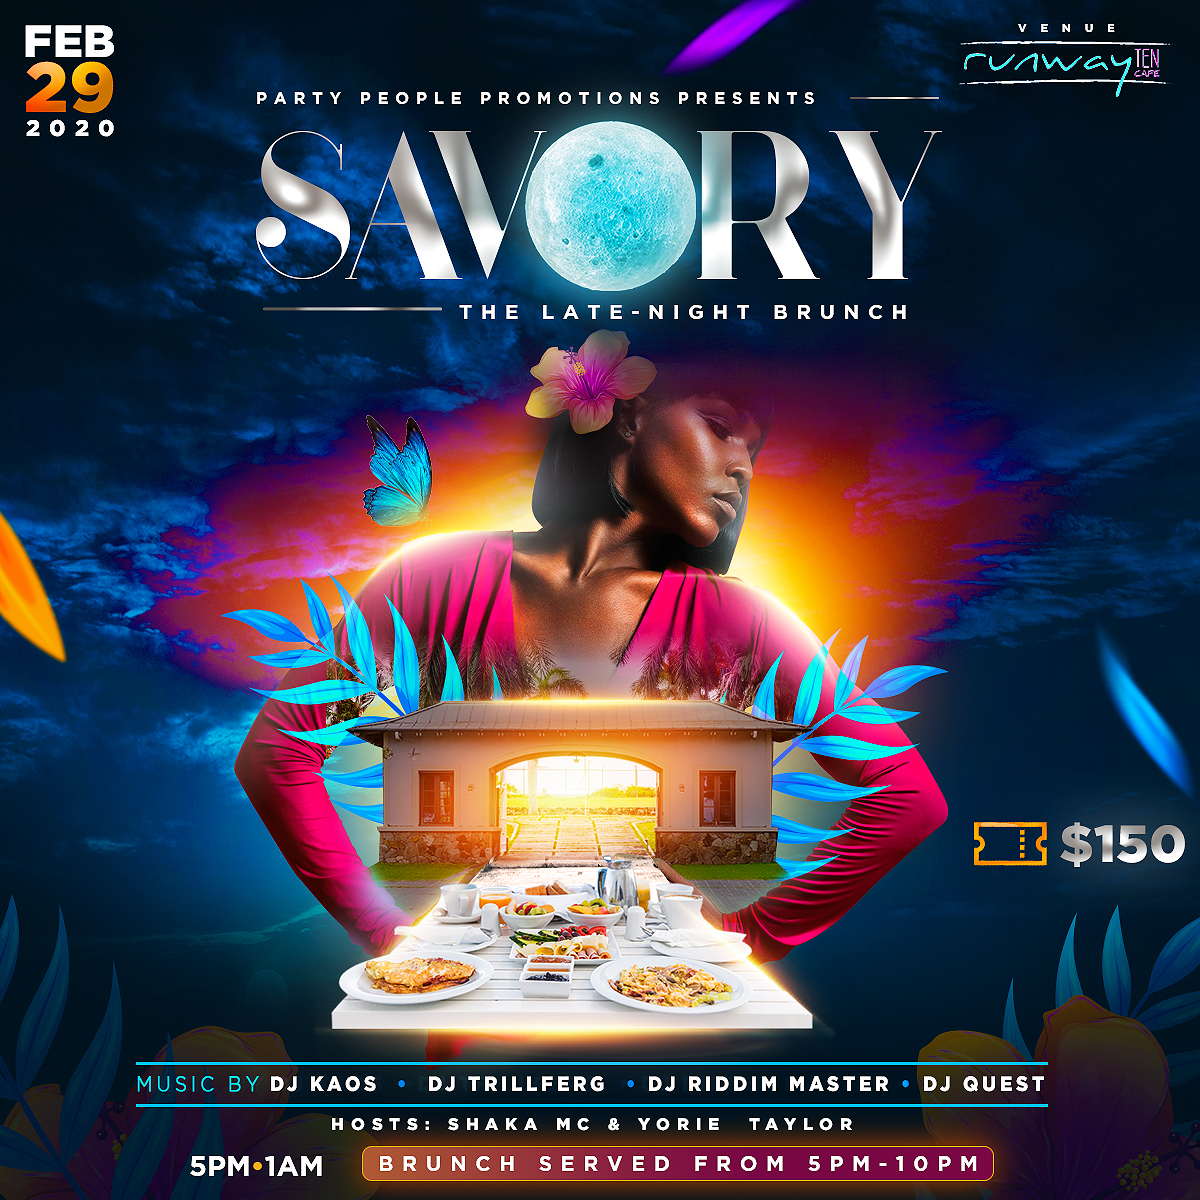 FEB
29
2020
VENUE
runway TEN
CAFE
PARTY PEOPLE PROMOTIONS PRESENTS
SAVORY
THE LATE-NIGHT BRUNCH
$150
MUSIC BY DJ KAOS • DJ TRILLFERG • DJ RIDDIM MASTER • DJ QUEST
HOSTS: SHAKA MC & YORIE TAYLOR
5PM•1AM
BRUNCH SERVED FROM 5PM-10PM